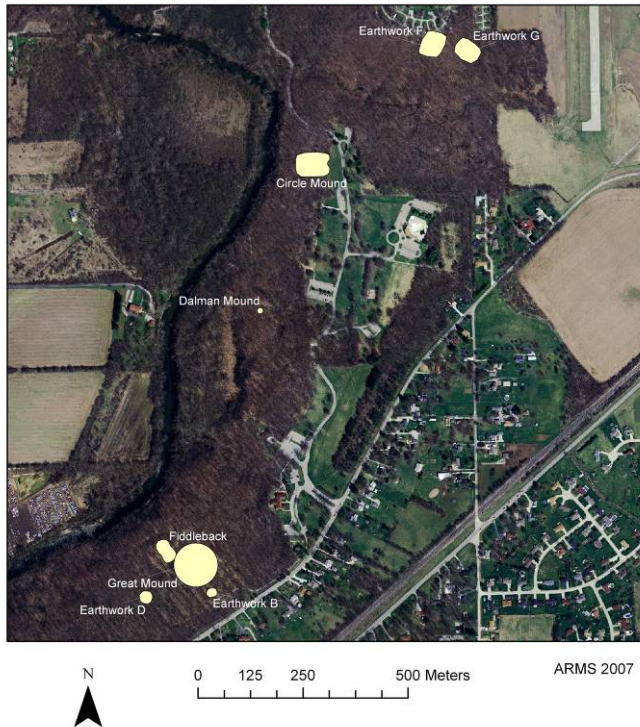 Earthwork F
Earthwork G
Circle Mound
Dalman Mound
Fiddleback
Great Mound
Earthwork D
Earthwork B
N
0 125 250 500 Meters
ARMS 2007